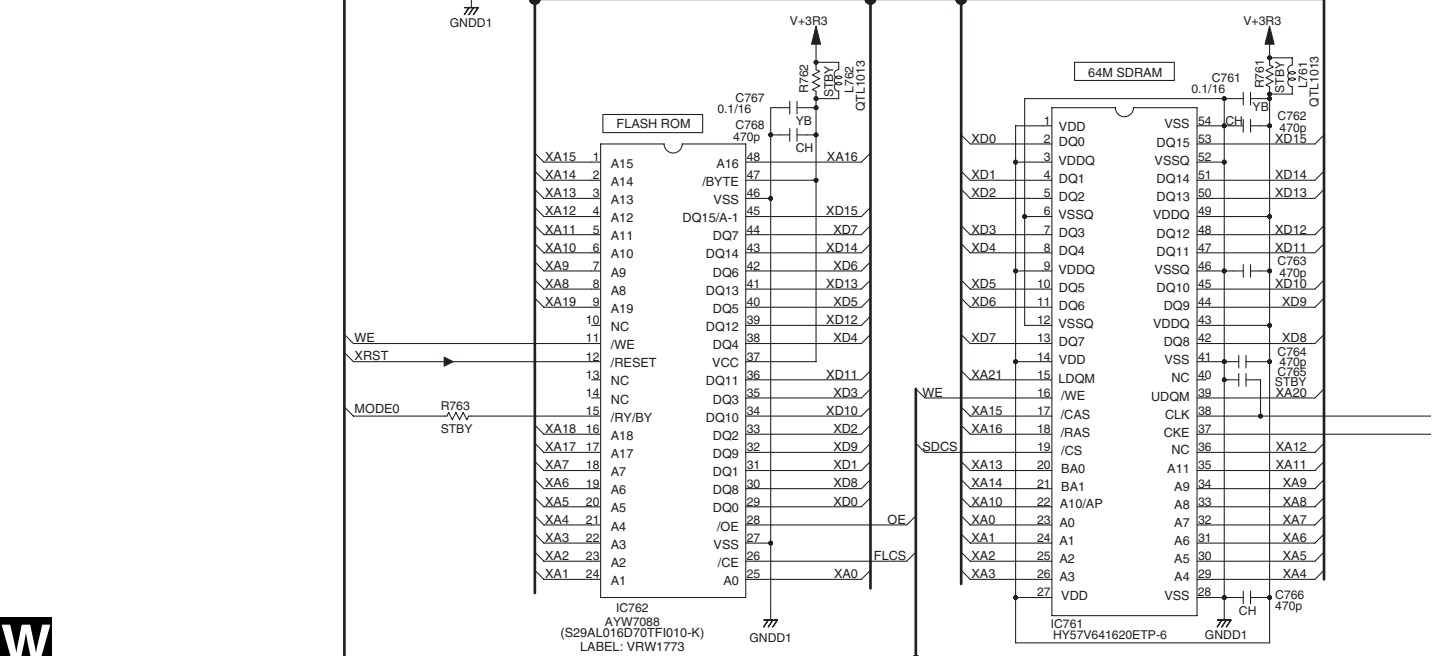 GNDD1
V+3R3
R762
STBY
L762
QTL1013
C767
0.1/16
YB
C768
470p
CH
FLASH ROM
XA15 1 A15
XA14 2 A14
XA13 3 A13
XA12 4 A12
XA11 5 A11
XA10 6 A10
XA9 7 A9
XA8 8 A8
XA19 9 A19
10 NC
WE 11 /WE
XRST 12 /RESET
13 NC
14 NC
MODE0 R763 STBY 15 /RY/BY
XA18 16 A18
XA17 17 A17
XA7 18 A7
XA6 19 A6
XA5 20 A5
XA4 21 A4
XA3 22 A3
XA2 23 A2
XA1 24 A1
A16 48 XA16
/BYTE 47
VSS 46
DQ15/A-1 45 XD15
DQ7 44 XD7
DQ14 43 XD14
DQ6 42 XD6
DQ13 41 XD13
DQ5 40 XD5
DQ12 39 XD12
DQ4 38 XD4
VCC 37
DQ11 36 XD11
DQ3 35 XD3
DQ10 34 XD10
DQ2 33 XD2
DQ9 32 XD9
DQ1 31 XD1
DQ8 30 XD8
DQ0 29 XD0
/OE 28 OE
VSS 27
/CE 26 FLCS
A0 25 XA0
IC762
AYW7088
(S29AL016D70TFI010-K)
LABEL: VRW1773
GNDD1
V+3R3
R761
STBY
L761
QTL1013
64M SDRAM
C761
0.1/16
YB
CH
C762
470p
1 VDD
XD0 2 DQ0
3 VDDQ
XD1 4 DQ1
XD2 5 DQ2
6 VSSQ
XD3 7 DQ3
XD4 8 DQ4
9 VDDQ
XD5 10 DQ5
XD6 11 DQ6
12 VSSQ
XD7 13 DQ7
14 VDD
XA21 15 LDQM
WE 16 /WE
XA15 17 /CAS
XA16 18 /RAS
SDCS 19 /CS
XA13 20 BA0
XA14 21 BA1
XA10 22 A10/AP
XA0 23 A0
XA1 24 A1
XA2 25 A2
XA3 26 A3
27 VDD
VSS 54
DQ15 53 XD15
VSSQ 52
DQ14 51 XD14
DQ13 50 XD13
VDDQ 49
DQ12 48 XD12
DQ11 47 XD11
VSSQ 46 C763 470p
DQ10 45 XD10
DQ9 44 XD9
VDDQ 43
DQ8 42 XD8
VSS 41 C764 470p
NC 40 C765 STBY
UDQM 39 XA20
CLK 38
CKE 37
NC 36 XA12
A11 35 XA11
A9 34 XA9
A8 33 XA8
A7 32 XA7
A6 31 XA6
A5 30 XA5
A4 29 XA4
VSS 28 CH C766 470p
IC761
HY57V641620ETP-6
GNDD1
W